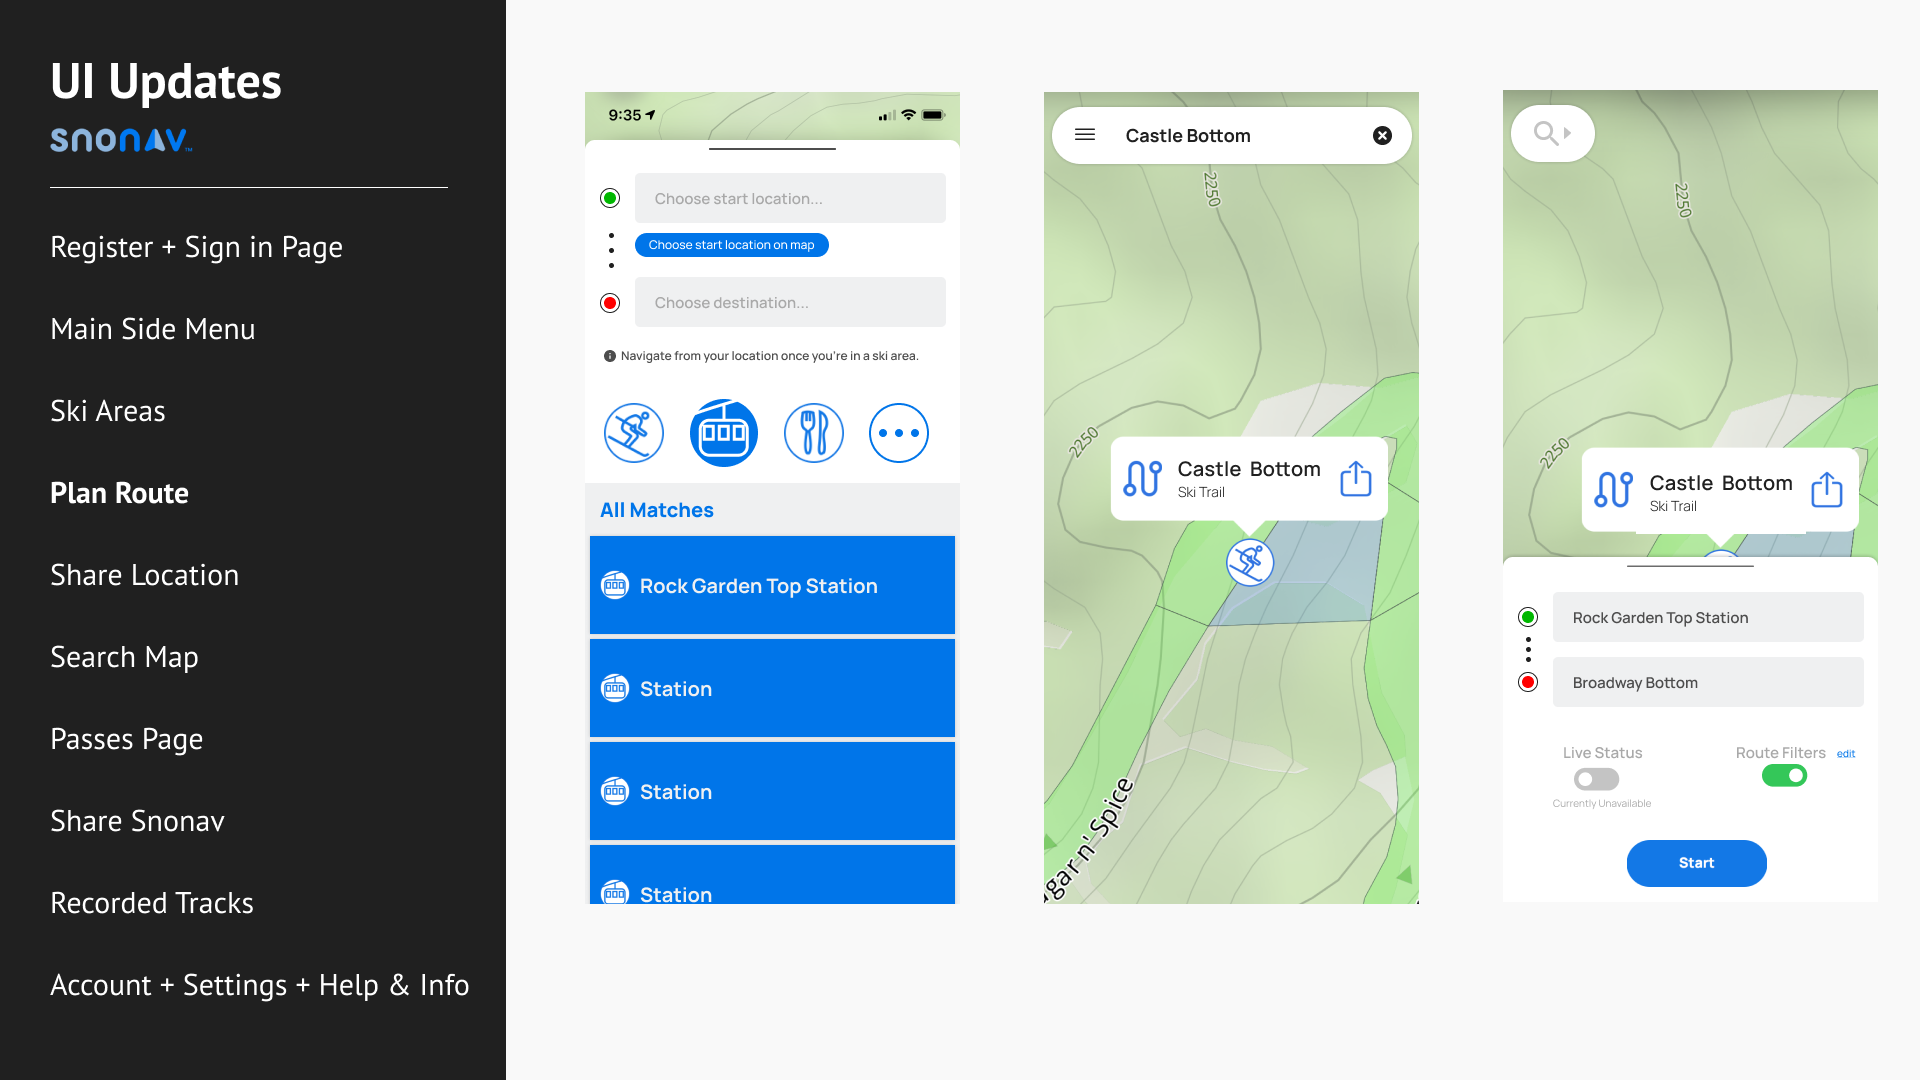 UI Updates
snonav™
Register + Sign in Page
Main Side Menu
Ski Areas
Plan Route
Share Location
Search Map
Passes Page
Share Snonav
Recorded Tracks
Account + Settings + Help & Info
9:35
Choose start location...
Choose start location on map
Choose destination...
Navigate from your location once you're in a ski area.
All Matches
Rock Garden Top Station
Station
Station
Station
Castle Bottom
2250
2250
Castle Bottom
Ski Trail
gar n' Spice
2250
2250
Castle Bottom
Ski Trail
Rock Garden Top Station
Broadway Bottom
Live Status
Currently Unavailable
Route Filters edit
Start